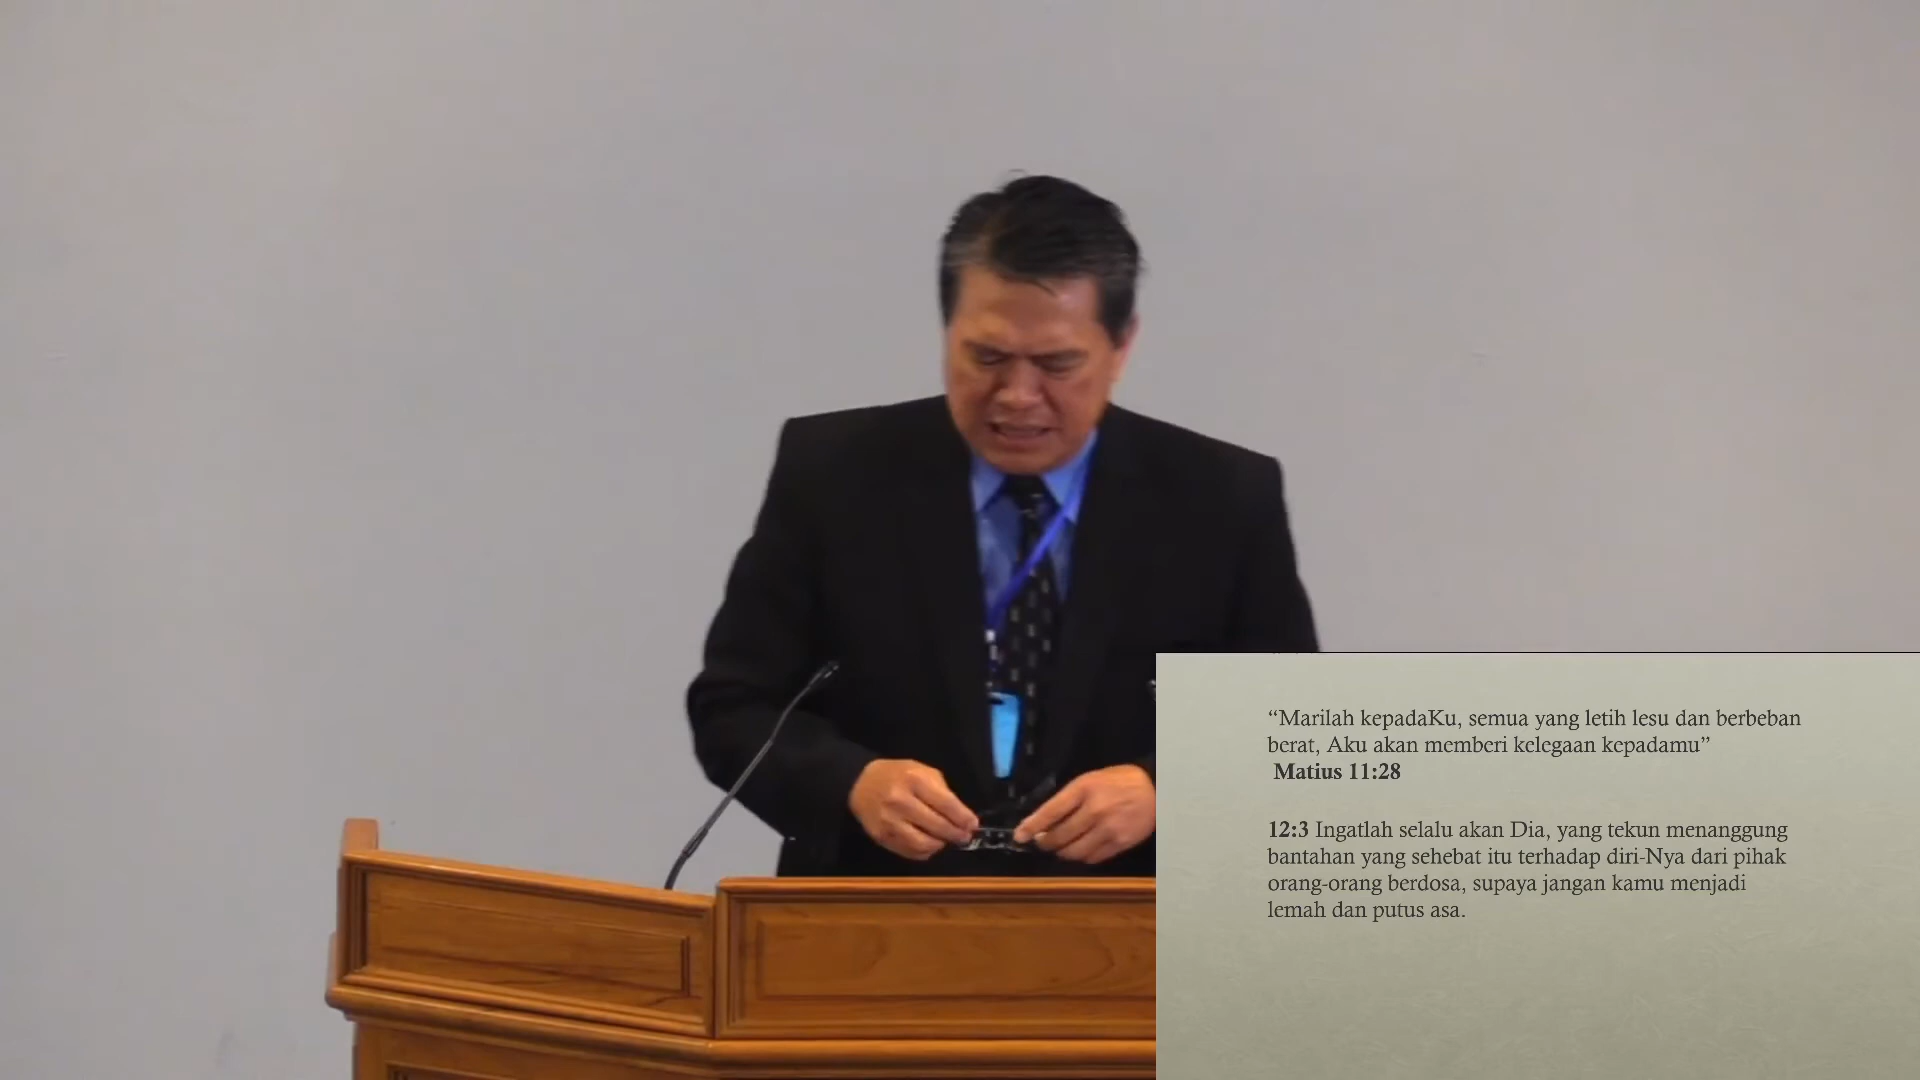 “Marilah kepadaKu, semua yang letih lesu dan berbeban
berat, Aku akan memberi kelegaan kepadamu”
Matius 11:28
12:3 Ingatlah selalu akan Dia, yang tekun menanggung
bantahan yang sehebat itu terhadap diri-Nya dari pihak
orang-orang berdosa, supaya jangan kamu menjadi
lemah dan putus asa.